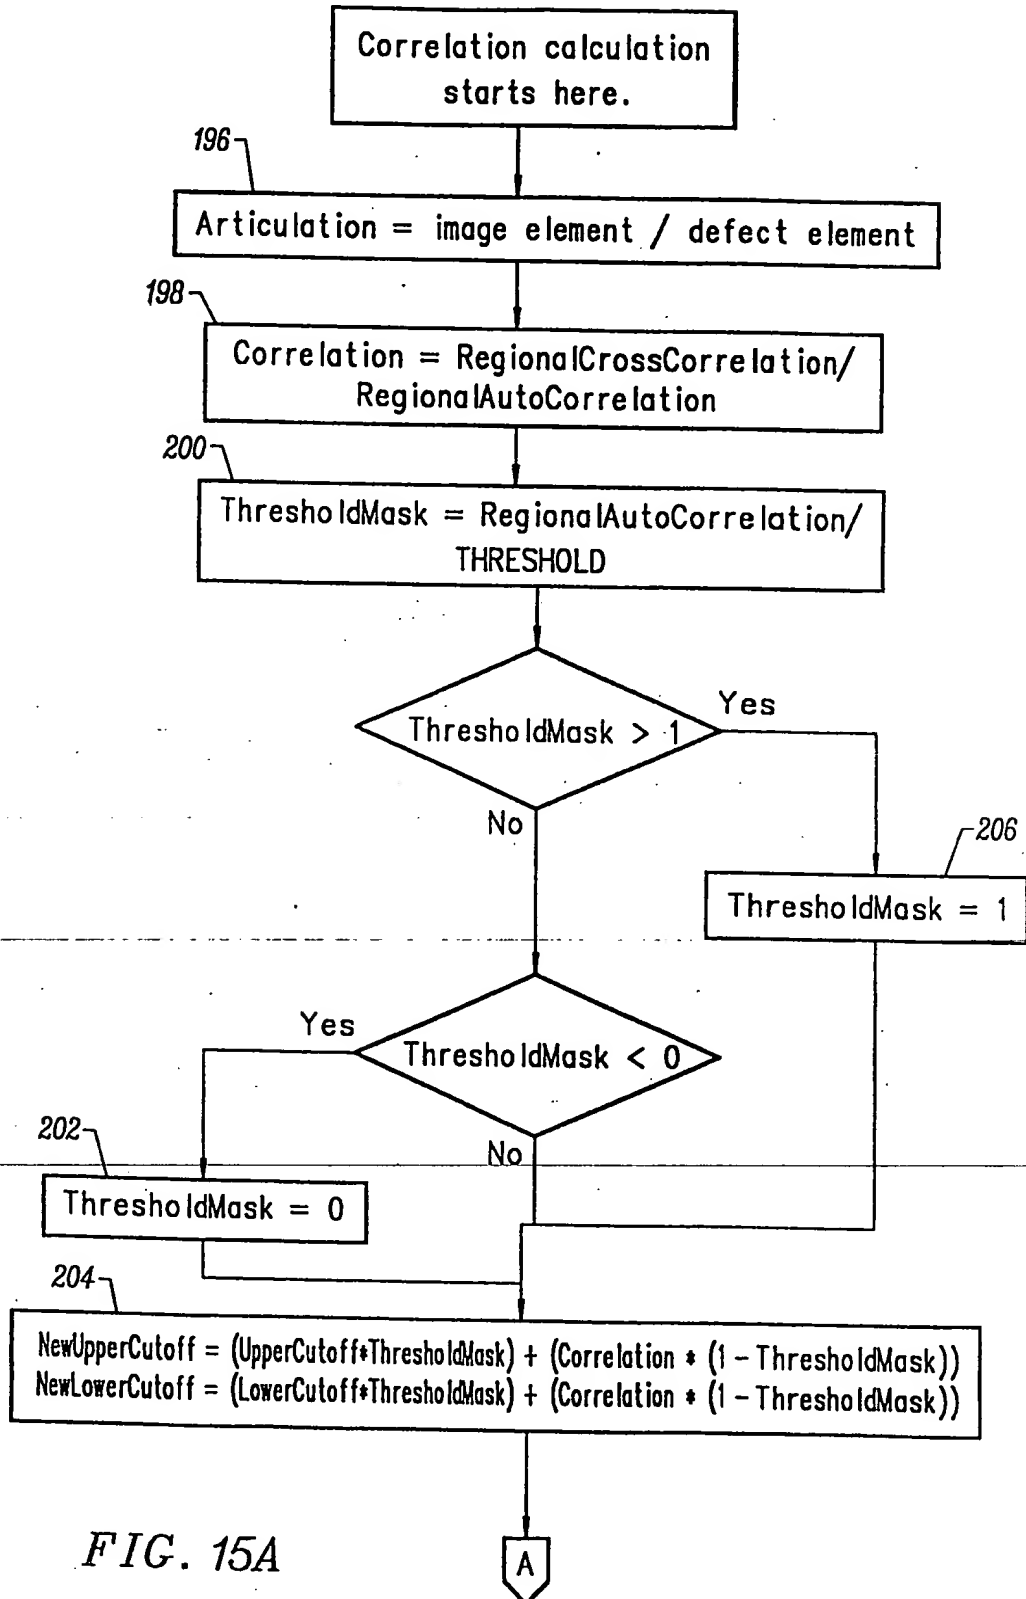 Correlation calculation
starts here.
196
Articulation = image element / defect element
198
Correlation = RegionalCrossCorrelation/
RegionalAutoCorrelation
200
ThresholdMask = RegionalAutoCorrelation/
THRESHOLD
ThresholdMask > 1
Yes
No
206
ThresholdMask = 1
Yes
ThresholdMask < 0
202
No
ThresholdMask = 0
204
NewUpperCutoff = (UpperCutoff*ThresholdMask) + (Correlation * (1 - ThresholdMask))
NewLowerCutoff = (LowerCutoff*ThresholdMask) + (Correlation * (1 - ThresholdMask))
FIG. 15A
A